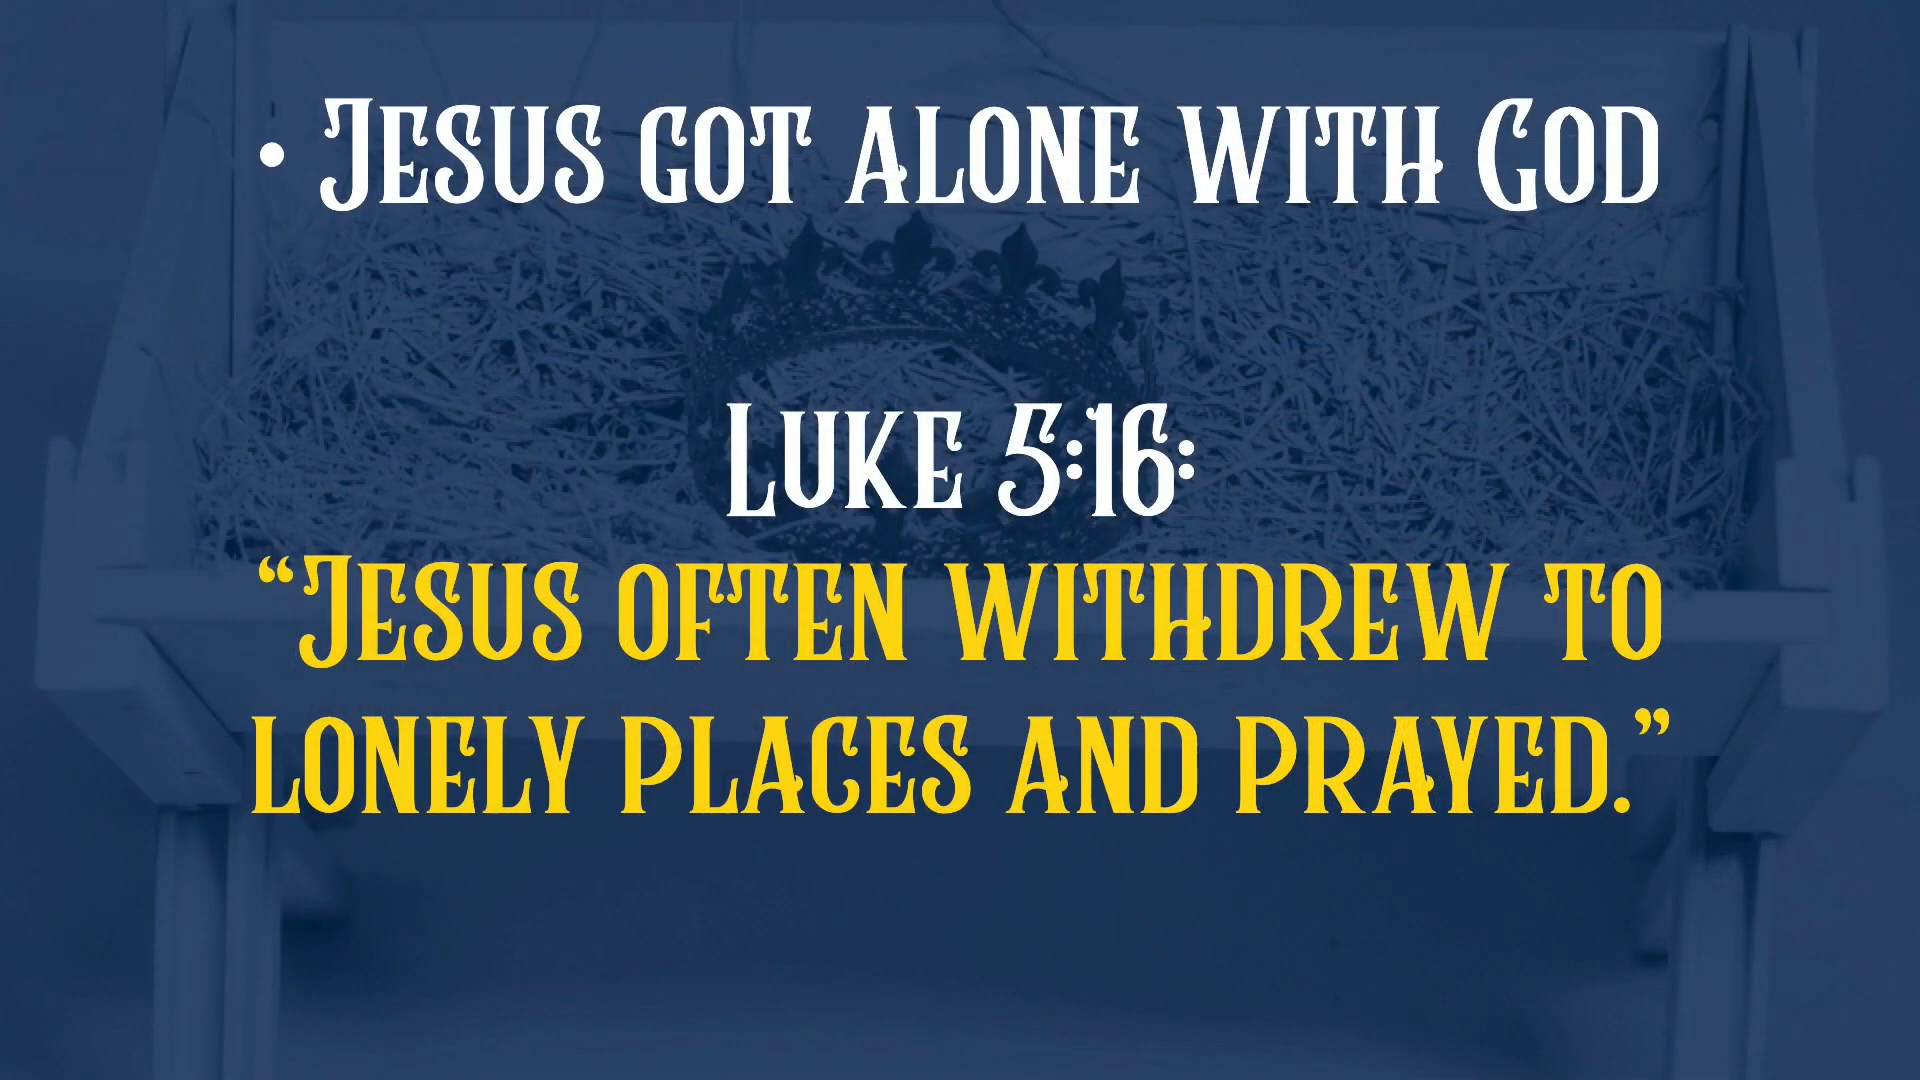 • Jesus got alone with God
Luke 5:16:
“Jesus often withdrew to
lonely places and prayed.”